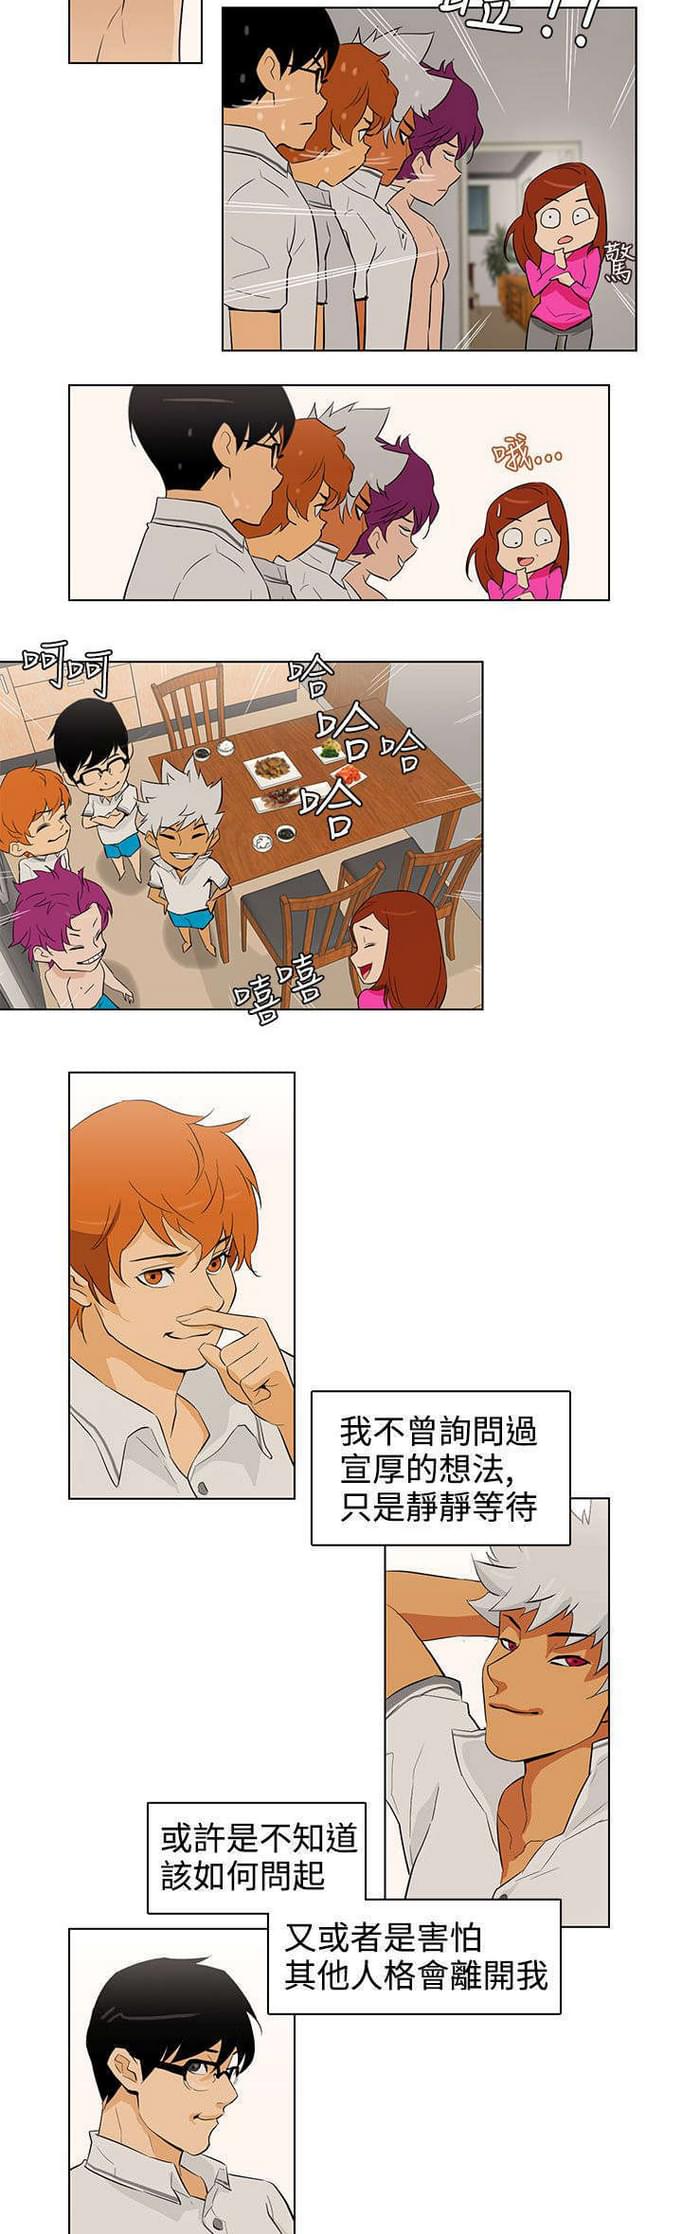 驚
哦...
呵呵
哈
哈
哈
哈
嘻嘻
我不曾詢問過
宣厚的想法,
只是靜靜等待
或許是不知道
該如何問起
又或者是害怕
其他人格會離開我